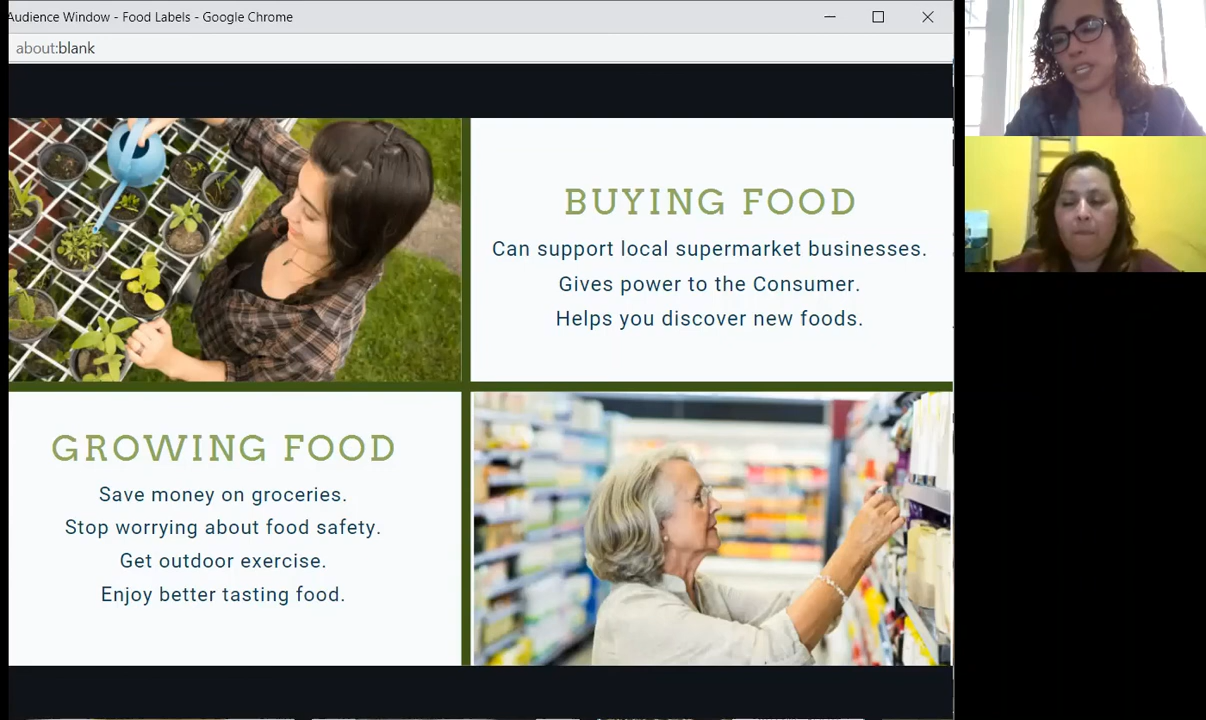 Audience Window - Food Labels - Google Chrome
about:blank
BUYING FOOD
Can support local supermarket businesses.
Gives power to the Consumer.
Helps you discover new foods.
GROWING FOOD
Save money on groceries.
Stop worrying about food safety.
Get outdoor exercise.
Enjoy better tasting food.